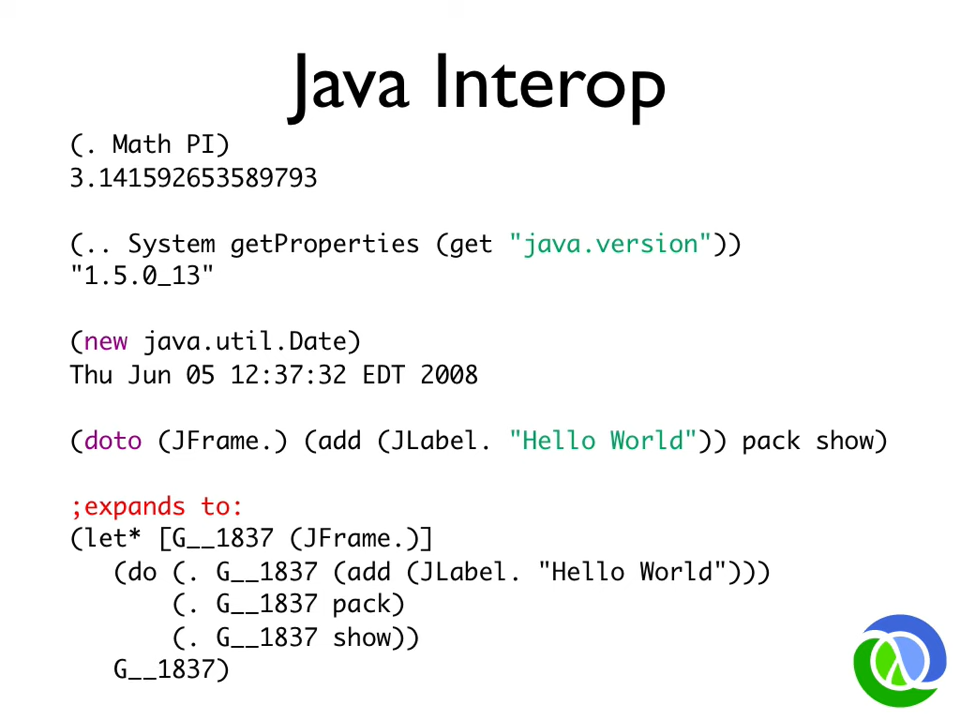 Java Interop
(. Math PI)
3.141592653589793
(.. System getProperties (get "java.version"))
"1.5.0_13"
(new java.util.Date)
Thu Jun 05 12:37:32 EDT 2008
(doto (JFrame.) (add (JLabel. "Hello World")) pack show)
;expands to:
(let* [G__1837 (JFrame.)]
   (do (. G__1837 (add (JLabel. "Hello World")))
       (. G__1837 pack)
       (. G__1837 show))
   G__1837)